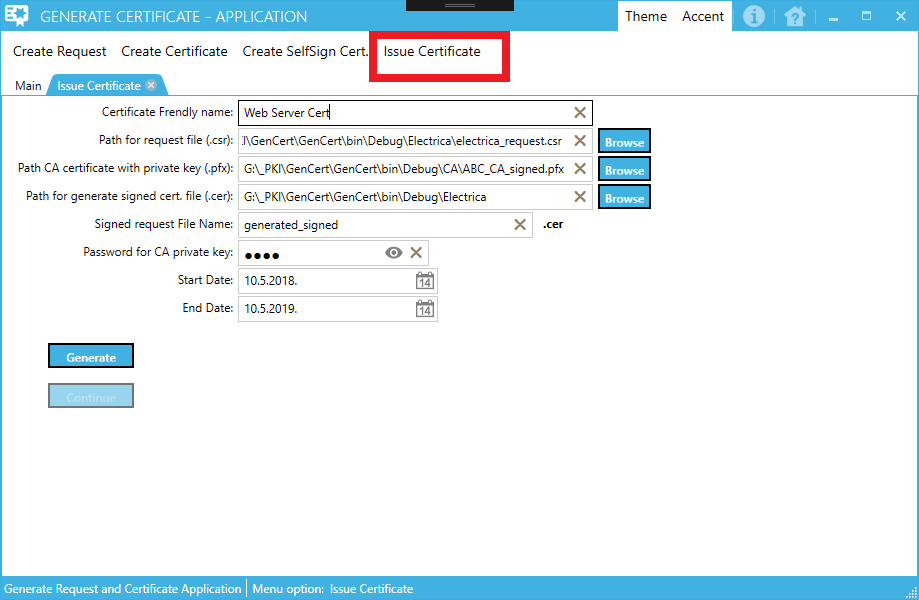 GENERATE CERTIFICATE - APPLICATION
Theme Accent
Create Request Create Certificate Create SelfSign Cert. Issue Certificate
Main Issue Certificate
Certificate Frendly name: Web Server Cert
Path for request file (.csr): \GenCert\GenCert\bin\Debug\Electrica\electrica_request.csr Browse
Path CA certificate with private key (.pfx): G:\_PKI\GenCert\GenCert\bin\Debug\CA\ABC_CA_signed.pfx Browse
Path for generate signed cert. file (.cer): G:\_PKI\GenCert\GenCert\bin\Debug\Electrica Browse
Signed request File Name: generated_signed .cer
Password for CA private key: ●●●●
Start Date: 10.5.2018. 14
End Date: 10.5.2019. 14
Generate
Continue
Generate Request and Certificate Application Menu option: Issue Certificate